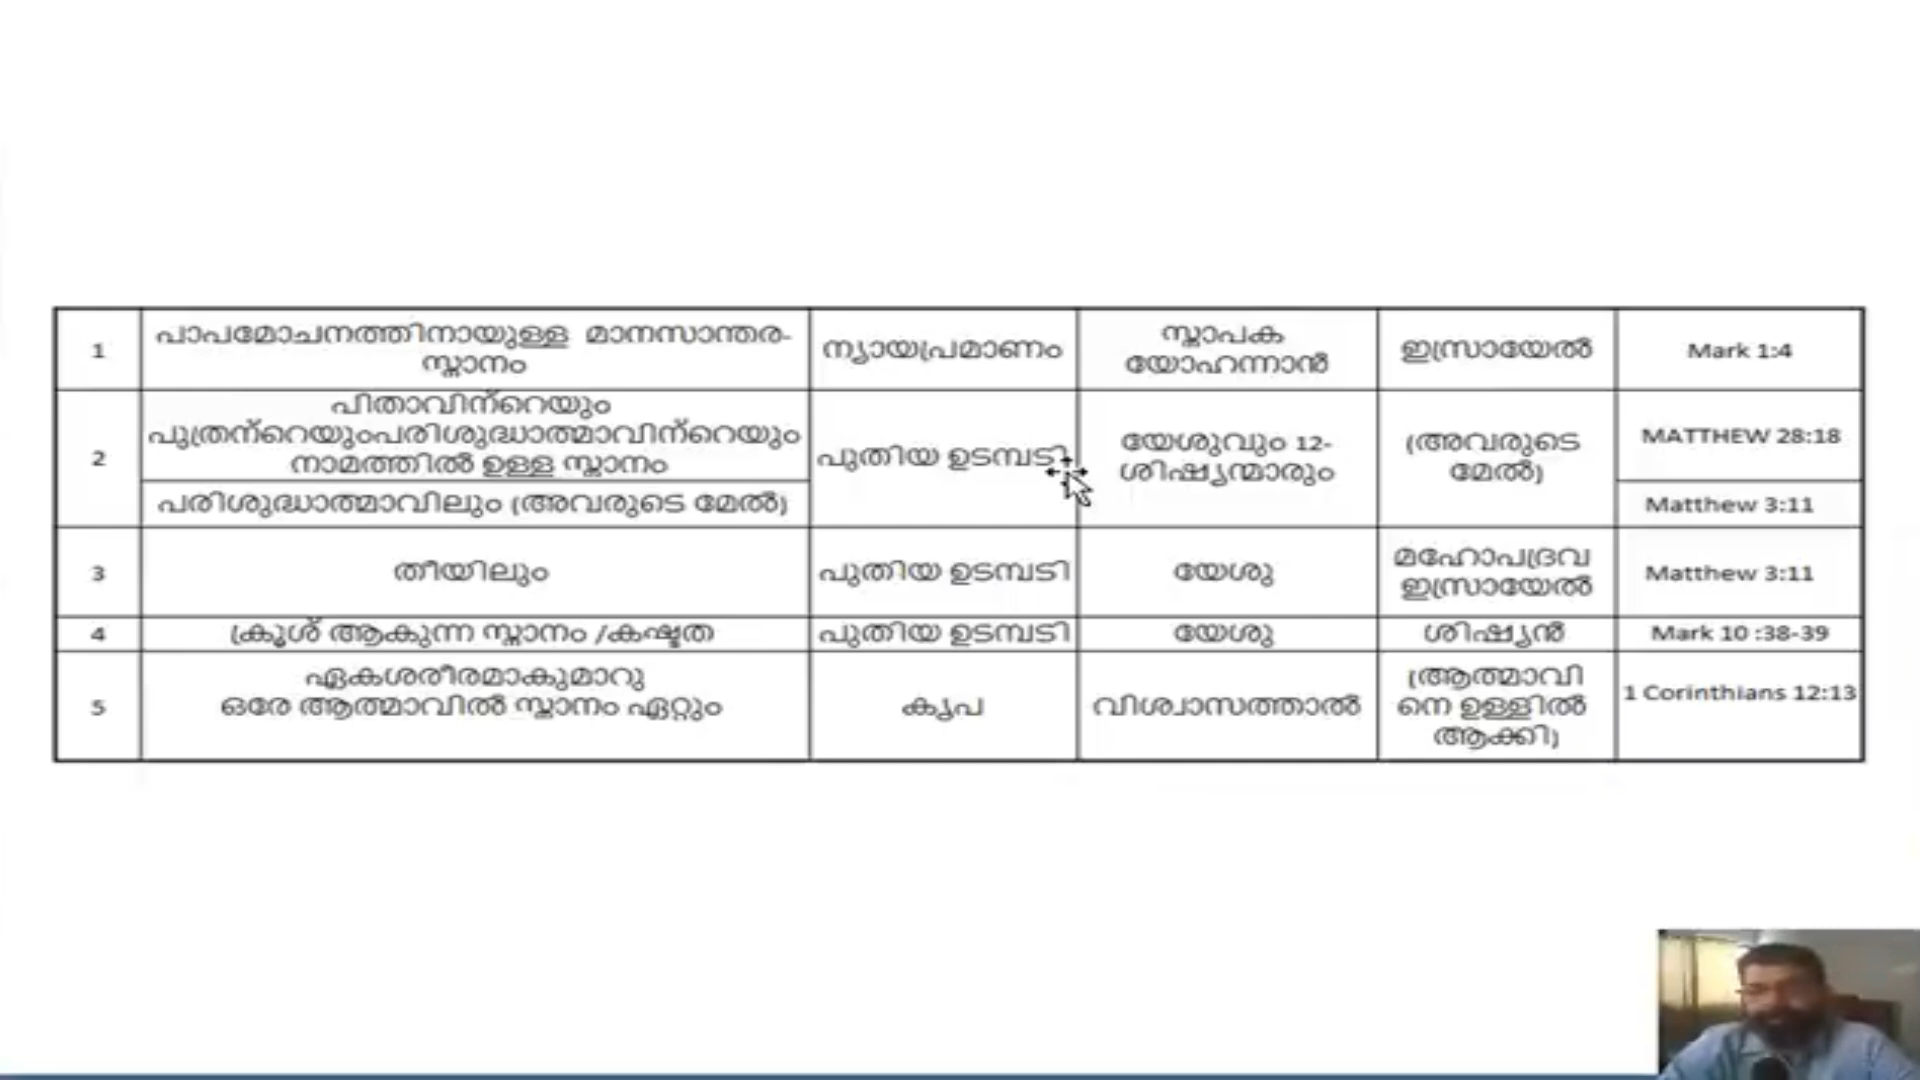 1
പാപമോചനത്തിനായുള്ള മാനസാന്തര-
സ്നാനം
ന്യായപ്രമാണം
സ്നാപക
യോഹന്നാൻ
ഇസ്രായേൽ
Mark 1:4
2
പിതാവിന്റെയും
പുത്രന്റെയുംപരിശുദ്ധാത്മാവിന്റെയും
നാമത്തിൽ ഉള്ള സ്നാനം
പരിശുദ്ധാത്മാവിലും (അവരുടെ മേൽ)
പുതിയ ഉടമ്പടി
യേശുവും 12-
ശിഷ്യന്മാരും
(അവരുടെ
മേൽ)
MATTHEW 28:18
Matthew 3:11
3
തീയിലും
പുതിയ ഉടമ്പടി
യേശു
മഹോപദ്രവ
ഇസ്രായേൽ
Matthew 3:11
4
ക്രൂശ് ആകുന്ന സ്നാനം /കഷ്ടത
പുതിയ ഉടമ്പടി
യേശു
ശിഷ്യൻ
Mark 10 :38-39
5
ഏകശരീരമാകുമാറു
ഒരേ ആത്മാവിൽ സ്നാനം ഏറ്റും
കൃപ
വിശ്വാസത്താൽ
(ആത്മാവി
നെ ഉള്ളിൽ
ആക്കി)
1 Corinthians 12:13